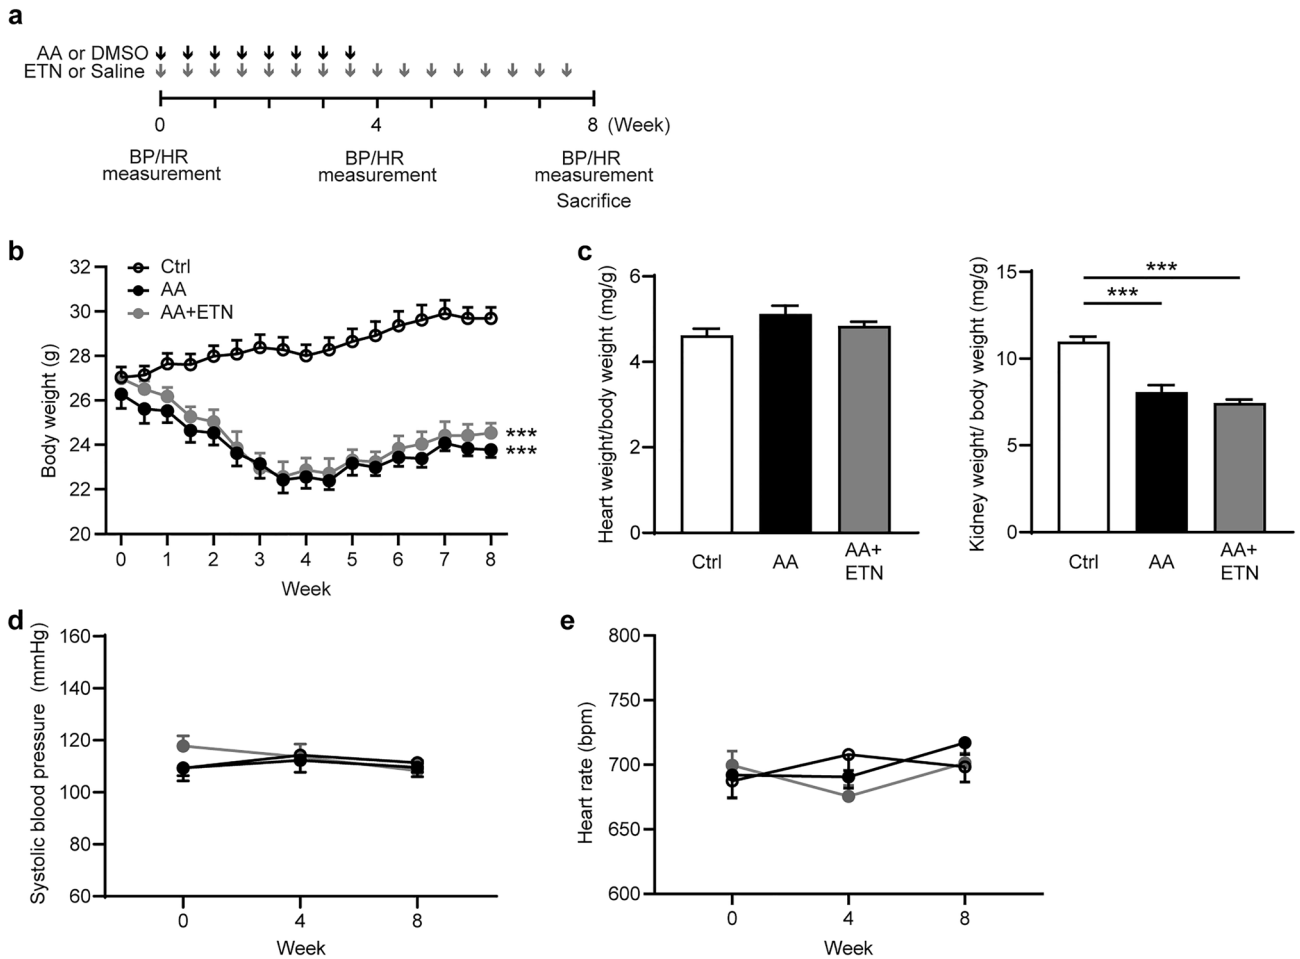 a
AA or DMSO
ETN or Saline
0
4
8 (Week)
BP/HR
measurement
BP/HR
measurement
BP/HR
measurement
Sacrifice
b
Ctrl
AA
AA+ETN
Body weight (g)
32
30
28
26
24
22
20
***
***
0 1 2 3 4 5 6 7 8
Week
c
Heart weight/body weight (mg/g)
6
4
2
0
Ctrl
AA
AA+
ETN
Kidney weight/ body weight (mg/g)
15
10
5
0
***
***
Ctrl
AA
AA+
ETN
d
Systolic blood pressure (mmHg)
160
140
120
100
80
60
0 4 8
Week
e
Heart rate (bpm)
800
750
700
650
600
0 4 8
Week